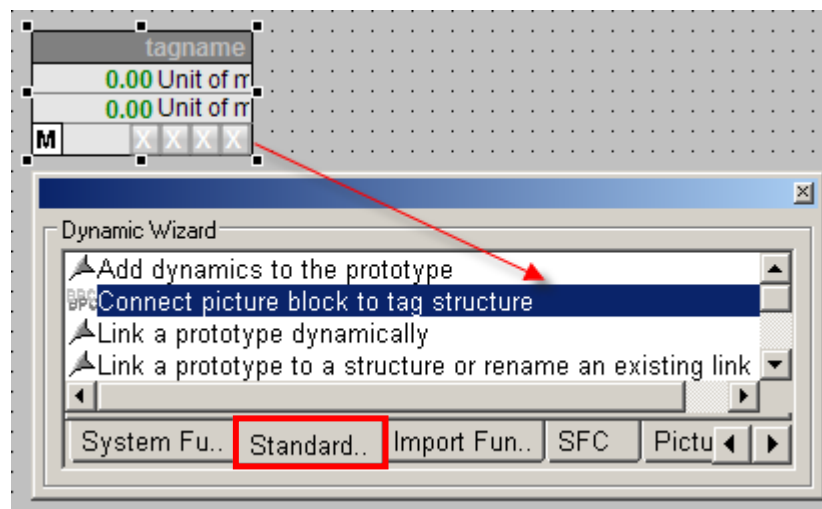 tagname
0.00 Unit of m
0.00 Unit of m
M X X X X
Dynamic Wizard
Add dynamics to the prototype
Connect picture block to tag structure
Link a prototype dynamically
Link a prototype to a structure or rename an existing link
System Fu.. Standard.. Import Fun.. SFC Pictu